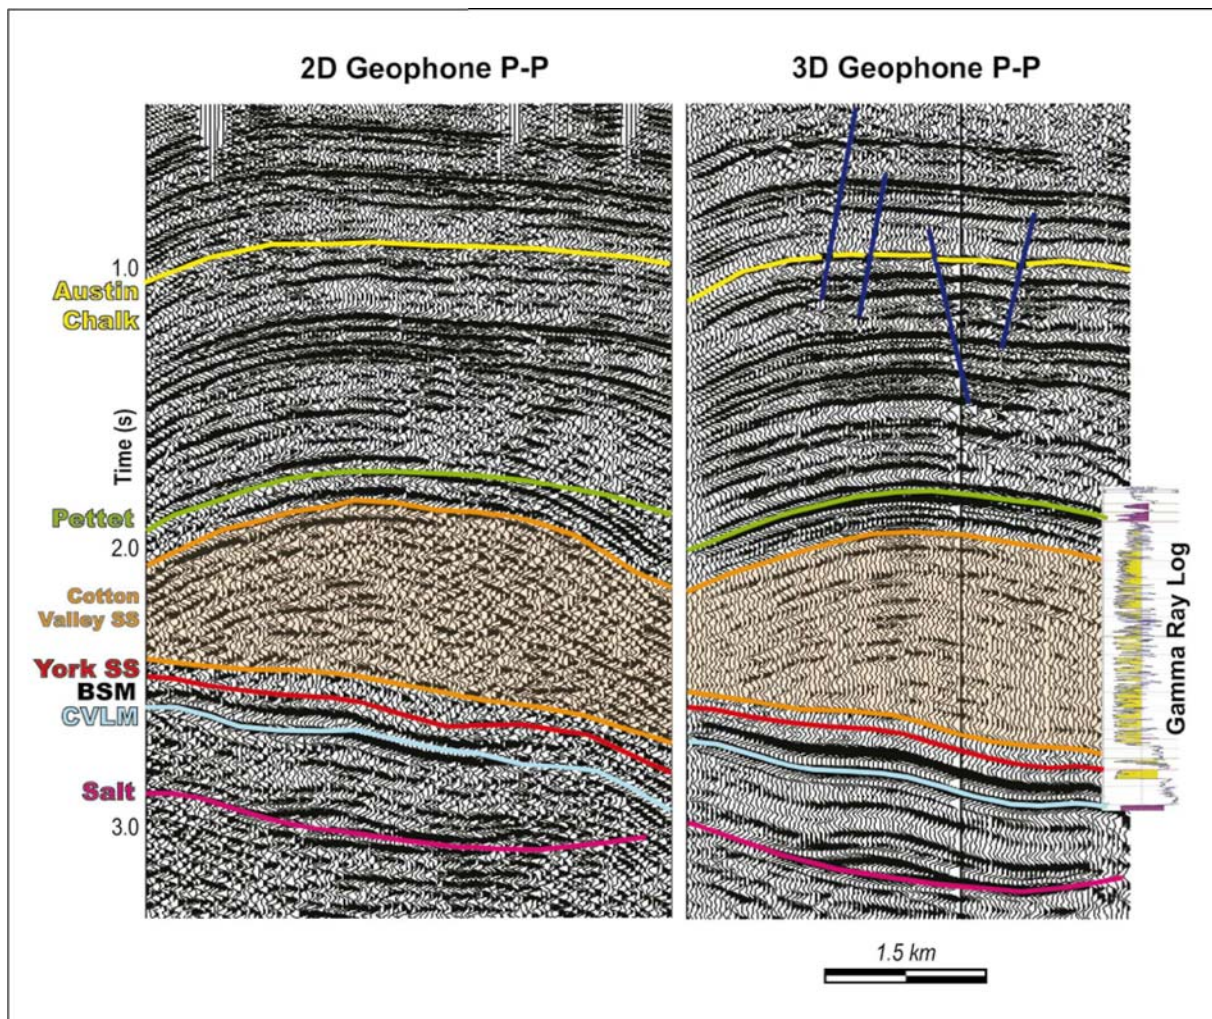 2D Geophone P-P
3D Geophone P-P
1.0
Austin
Chalk
Time (s)
Pettet
2.0
Cotton
Valley SS
York SS
BSM
CVLM
Salt
3.0
Gamma Ray Log
1.5 km